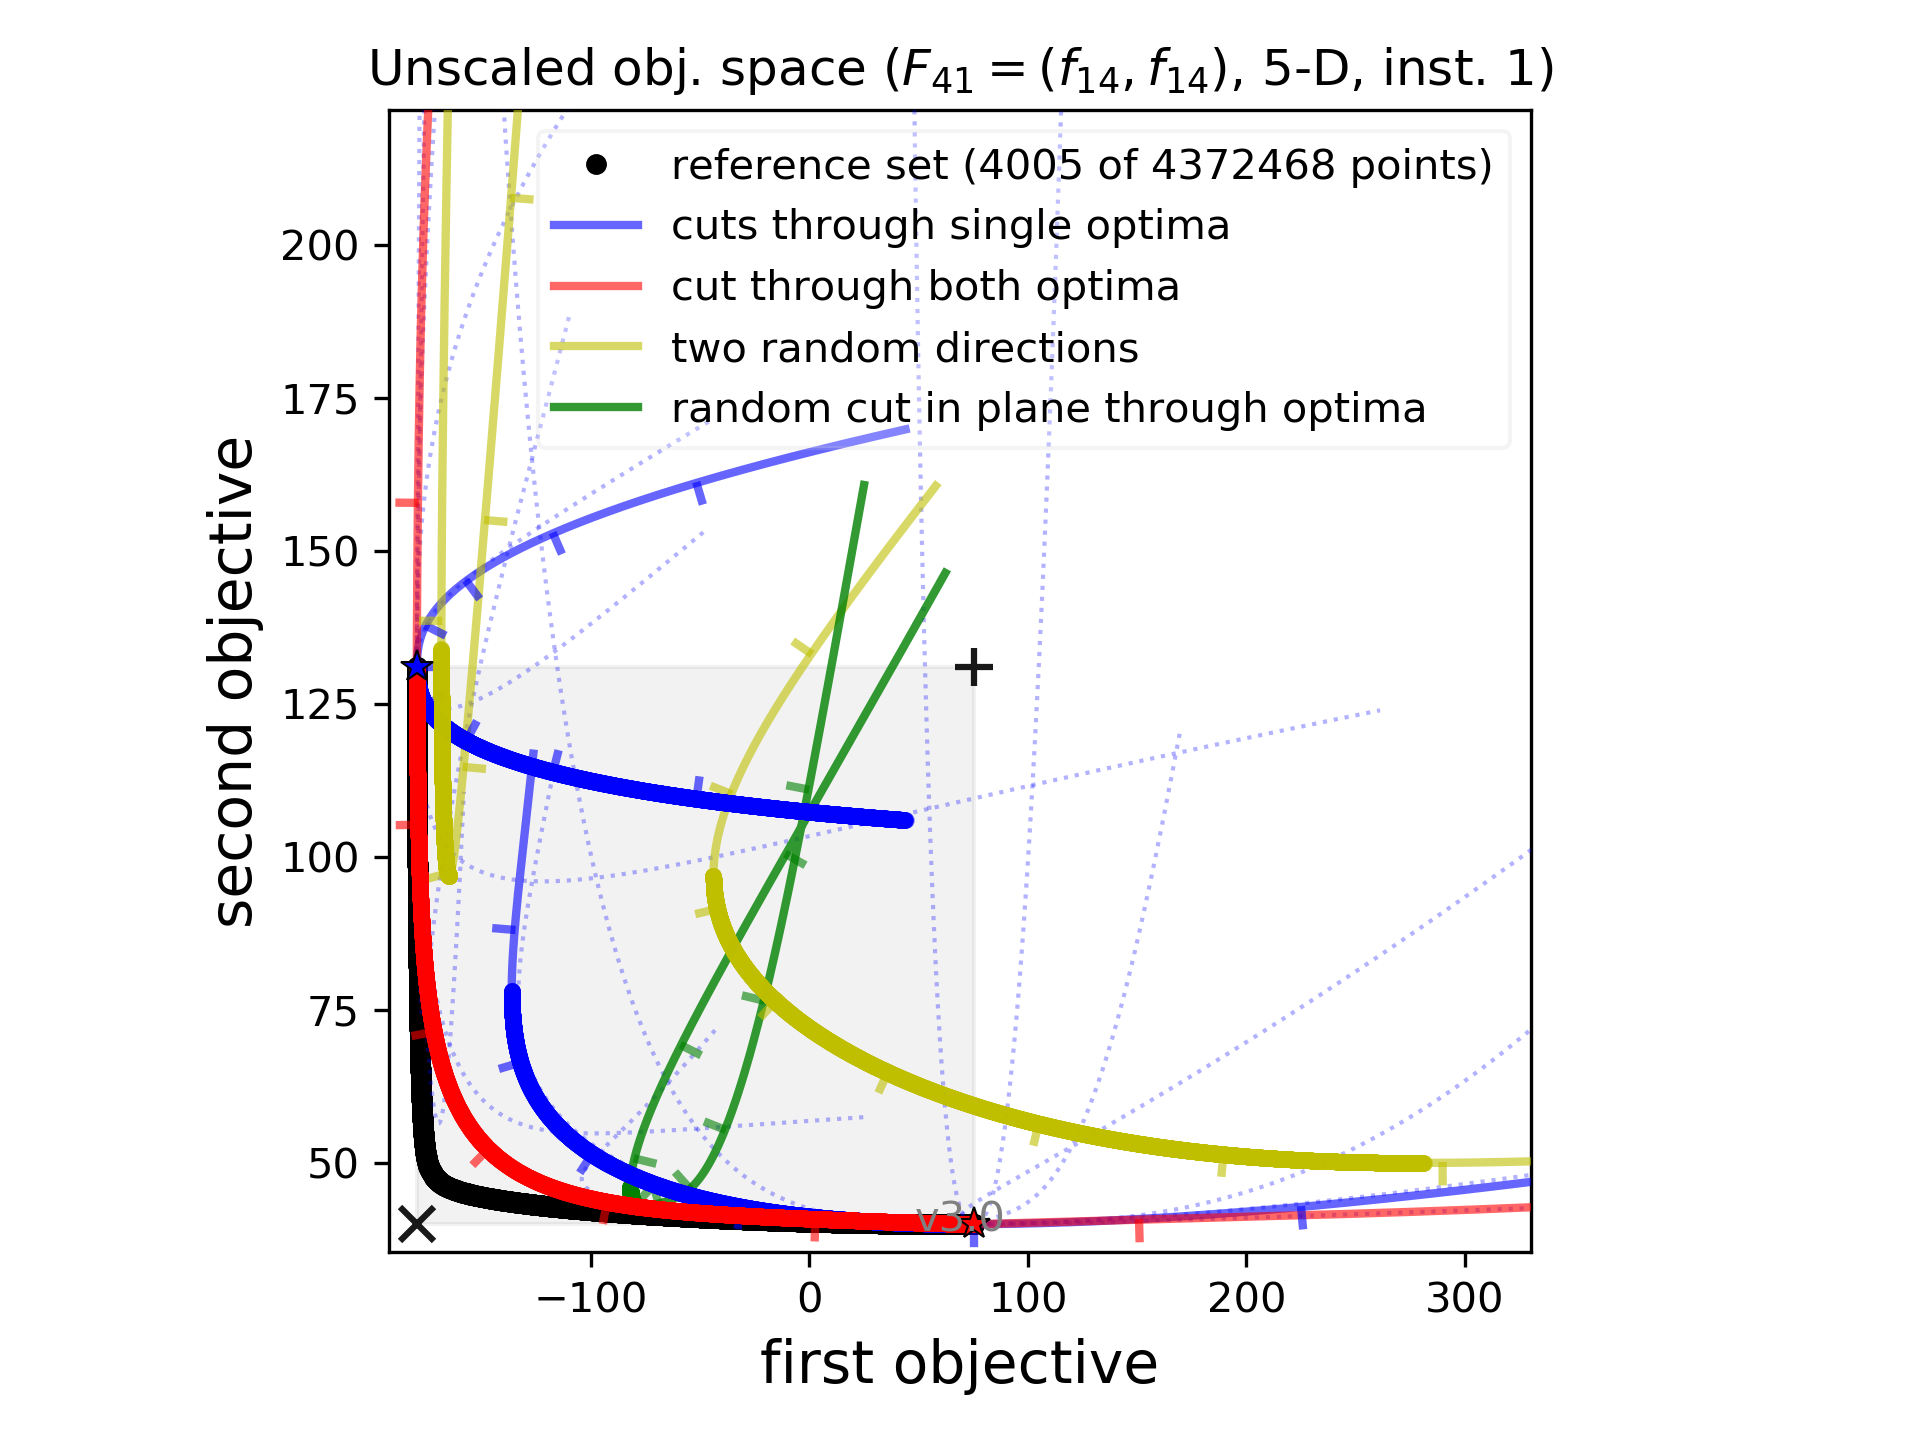 Unscaled obj. space (F41 = (f14, f14), 5-D, inst. 1)
reference set (4005 of 4372468 points)
cuts through single optima
cut through both optima
two random directions
random cut in plane through optima
200
175
150
125
100
75
50
second objective
v3.0
−100 0 100 200 300
first objective